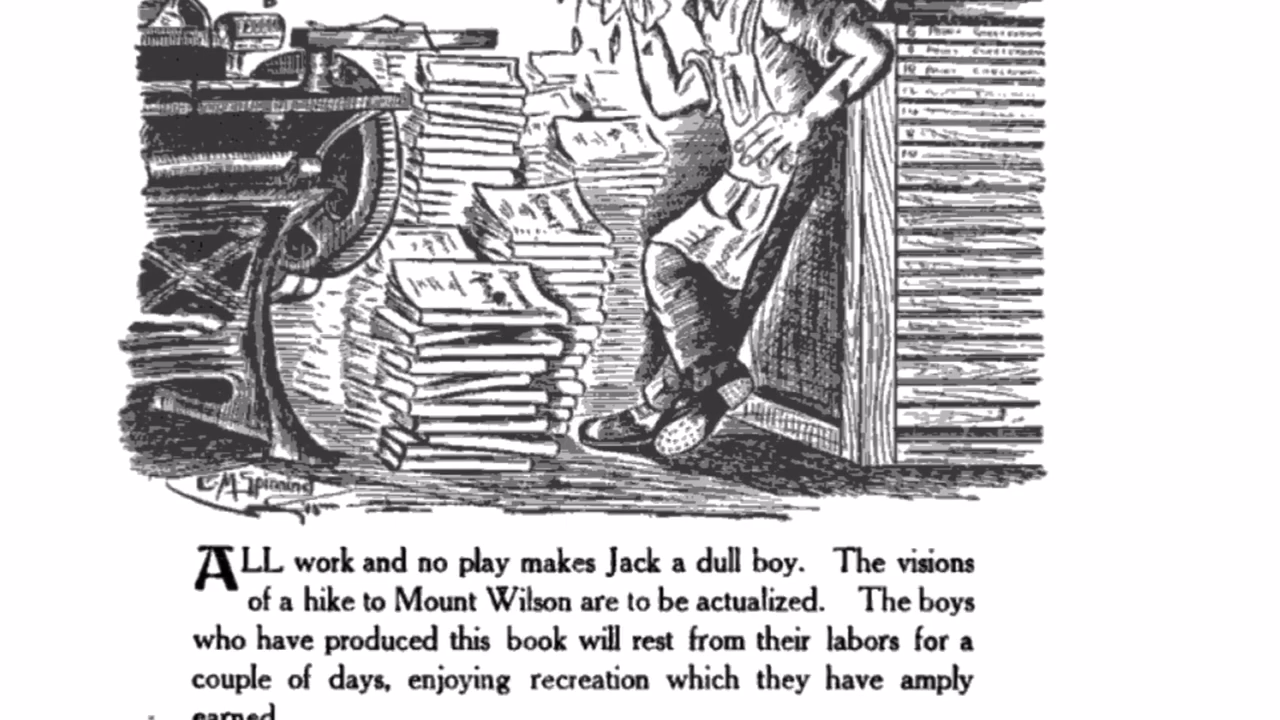 L M Spinning
ALL work and no play makes Jack a dull boy. The visions
of a hike to Mount Wilson are to be actualized. The boys
who have produced this book will rest from their labors for a
couple of days, enjoying recreation which they have amply
earned